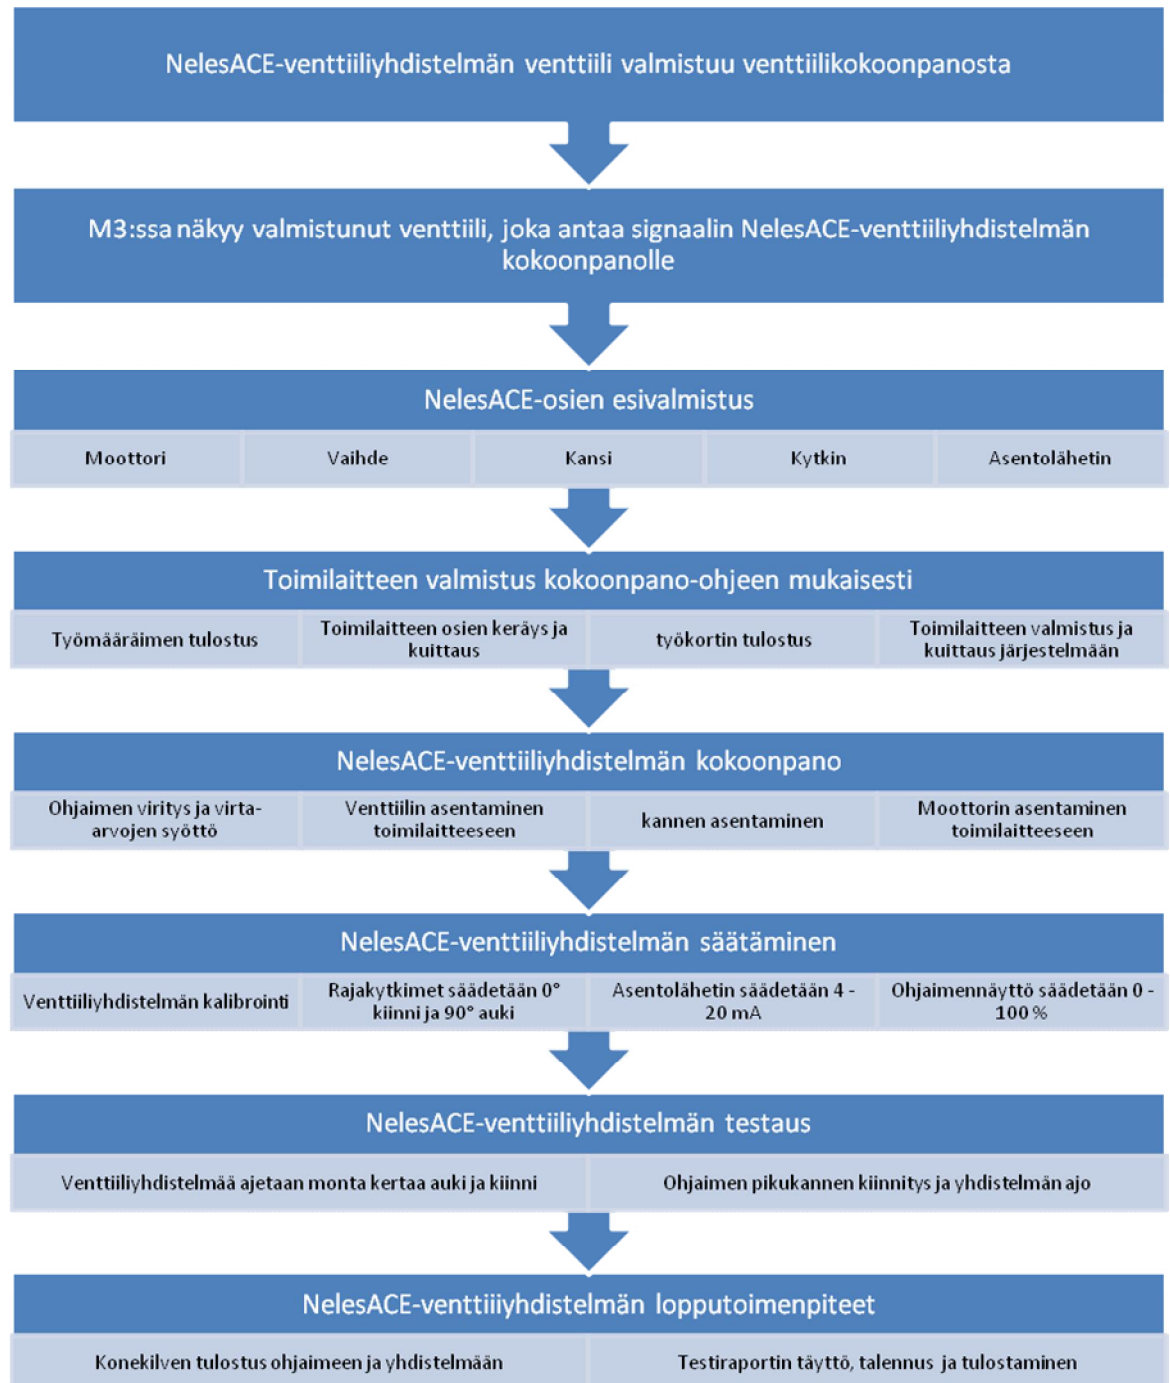 NelesACE-venttiiliyhdistelmän venttiili valmistuu venttiilikokoonpanosta
M3:ssa näkyy valmistunut venttiili, joka antaa signaalin NelesACE-venttiiliyhdistelmän
kokoonpanolle
NelesACE-osien esivalmistus
Moottori
Vaihde
Kansi
Kytkin
Asentolähetin
Toimilaitteen valmistus kokoonpano-ohjeen mukaisesti
Työmääräimen tulostus
Toimilaitteen osien keräys ja
kuittaus
työkortin tulostus
Toimilaitteen valmistus ja
kuittaus järjestelmään
NelesACE-venttiiliyhdistelmän kokoonpano
Ohjaimen viritys ja virta-
arvojen syöttö
Venttiilin asentaminen
toimilaitteeseen
kannen asentaminen
Moottorin asentaminen
toimilaitteeseen
NelesACE-venttiiliyhdistelmän säätäminen
Venttiiliyhdistelmän kalibrointi
Rajakytkimet säädetään 0°
kiinni ja 90° auki
Asentolähetin säädetään 4 -
20 mA
Ohjaimennäyttö säädetään 0 -
100 %
NelesACE-venttiiliyhdistelmän testaus
Venttiiliyhdistelmää ajetaan monta kertaa auki ja kiinni
Ohjaimen pikukannen kiinnitys ja yhdistelmän ajo
NelesACE-venttiiiyhdistelmän lopputoimenpiteet
Konekilven tulostus ohjaimeen ja yhdistelmään
Testiraportin täyttö, talennus ja tulostaminen